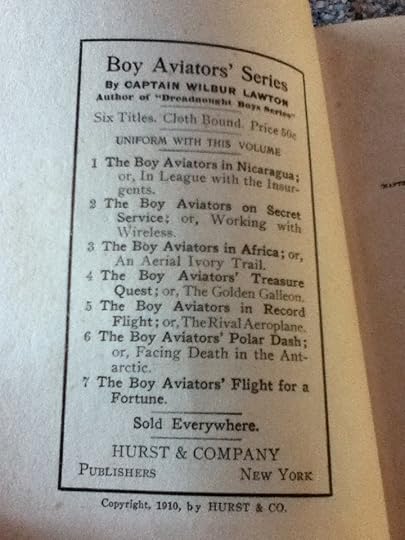 Boy Aviators' Series
By CAPTAIN WILBUR LAWTON
Author of "Dreadnought Boys Series"
Six Titles. Cloth Bound. Price 50c
UNIFORM WITH THIS VOLUME
1 The Boy Aviators in Nicaragua;
or, In League with the Insur-
gents.
2 The Boy Aviators on Secret
Service; or, Working with
Wireless.
3 The Boy Aviators in Africa; or,
An Aerial Ivory Trail.
4 The Boy Aviators' Treasure
Quest; or, The Golden Galleon.
5 The Boy Aviators in Record
Flight; or, The Rival Aeroplane.
6 The Boy Aviators' Polar Dash;
or, Facing Death in the Ant-
arctic.
7 The Boy Aviators' Flight for a
Fortune.
Sold Everywhere.
HURST & COMPANY
PUBLISHERS NEW YORK
Copyright, 1910, by HURST & CO.